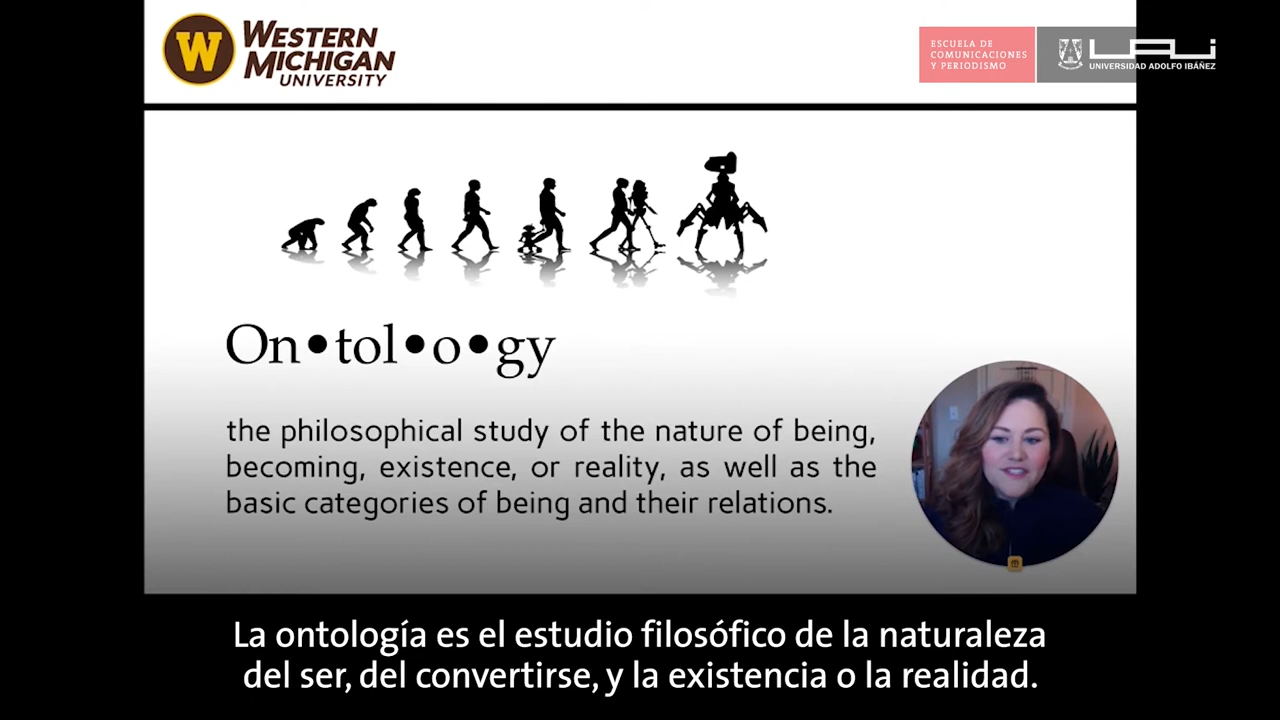 W
WESTERN
MICHIGAN
UNIVERSITY
ESCUELA DE
COMUNICACIONES
Y PERIODISMO
UAI
UNIVERSIDAD ADOLFO IBÁÑEZ
On•tol•o•gy
the philosophical study of the nature of being,
becoming, existence, or reality, as well as the
basic categories of being and their relations.
La ontología es el estudio filosófico de la naturaleza
del ser, del convertirse, y la existencia o la realidad.